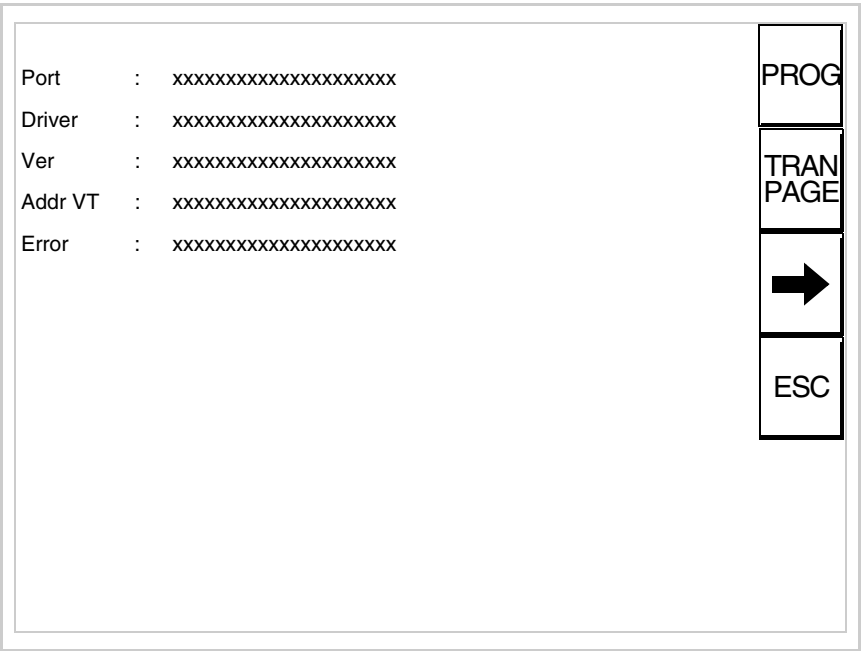 Port : xxxxxxxxxxxxxxxxxxxxx
Driver : xxxxxxxxxxxxxxxxxxxxx
Ver : xxxxxxxxxxxxxxxxxxxxx
Addr VT : xxxxxxxxxxxxxxxxxxxxx
Error : xxxxxxxxxxxxxxxxxxxxx
PROG
TRAN
PAGE
ESC